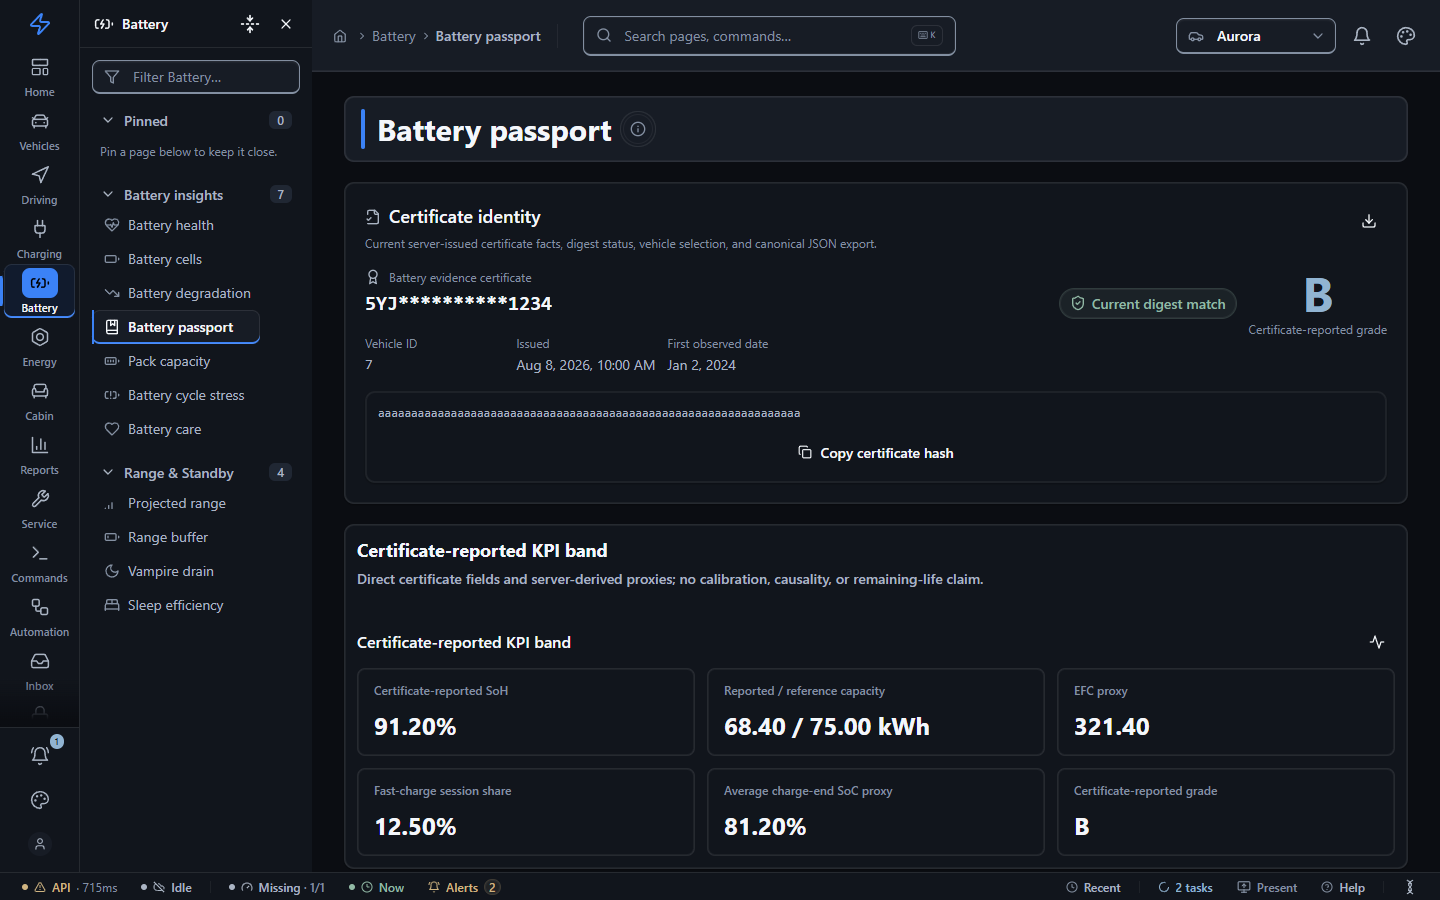 Battery
Home
Vehicles
Driving
Charging
Battery
Energy
Cabin
Reports
Service
Commands
Automation
Inbox
1
Filter Battery...
Pinned 0
Pin a page below to keep it close.
Battery insights 7
Battery health
Battery cells
Battery degradation
Battery passport
Pack capacity
Battery cycle stress
Battery care
Range & Standby 4
Projected range
Range buffer
Vampire drain
Sleep efficiency
Battery Battery passport
Search pages, commands... K
Aurora
Battery passport
Certificate identity
Current server-issued certificate facts, digest status, vehicle selection, and canonical JSON export.
Battery evidence certificate
5YJ**********1234
Current digest match
B
Certificate-reported grade
Vehicle ID Issued First observed date
7 Aug 8, 2026, 10:00 AM Jan 2, 2024
aaaaaaaaaaaaaaaaaaaaaaaaaaaaaaaaaaaaaaaaaaaaaaaaaaaaaaaaaaaaaaaa
Copy certificate hash
Certificate-reported KPI band
Direct certificate fields and server-derived proxies; no calibration, causality, or remaining-life claim.
Certificate-reported KPI band
Certificate-reported SoH
91.20%
Reported / reference capacity
68.40 / 75.00 kWh
EFC proxy
321.40
Fast-charge session share
12.50%
Average charge-end SoC proxy
81.20%
Certificate-reported grade
B
API · 715ms Idle Missing · 1/1 Now Alerts 2 Recent 2 tasks Present Help